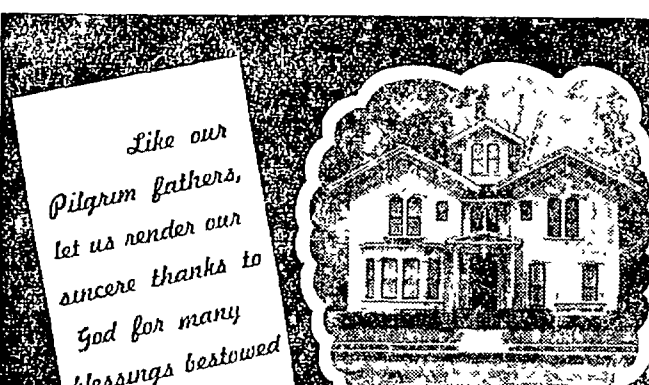 Like our
Pilgrim fathers,
let us render our
sincere thanks to
God for many
blessings bestowed